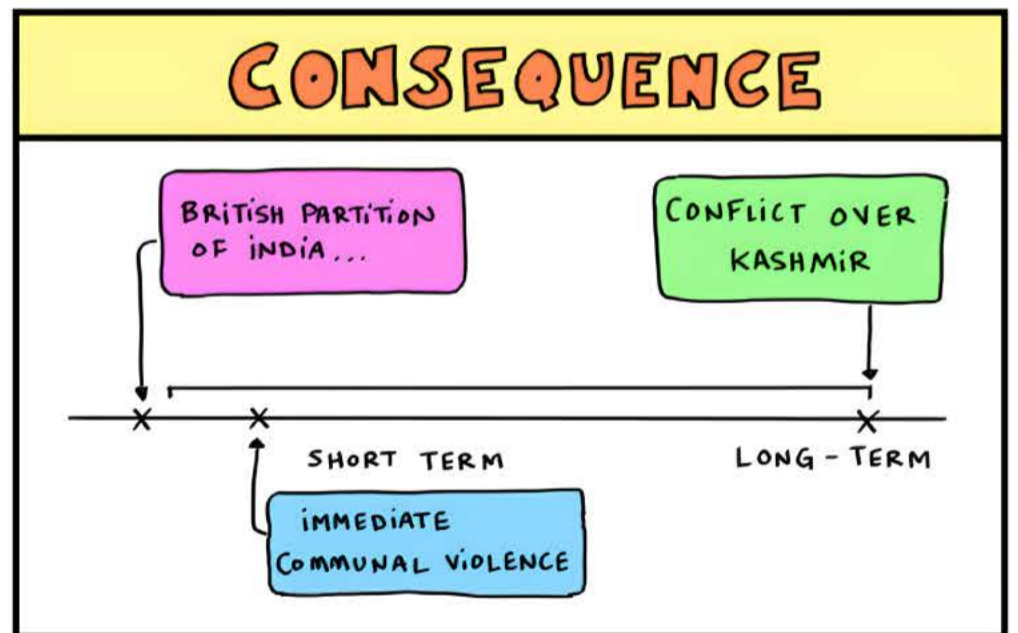 CONSEQUENCE
BRiTiSH PARTiTiON
OF iNDiA...
CONFLiCT OVER
KASHMiR
SHORT TERM
LONG-TERM
iMMEDiATE
COMMUNAL ViOLENCE